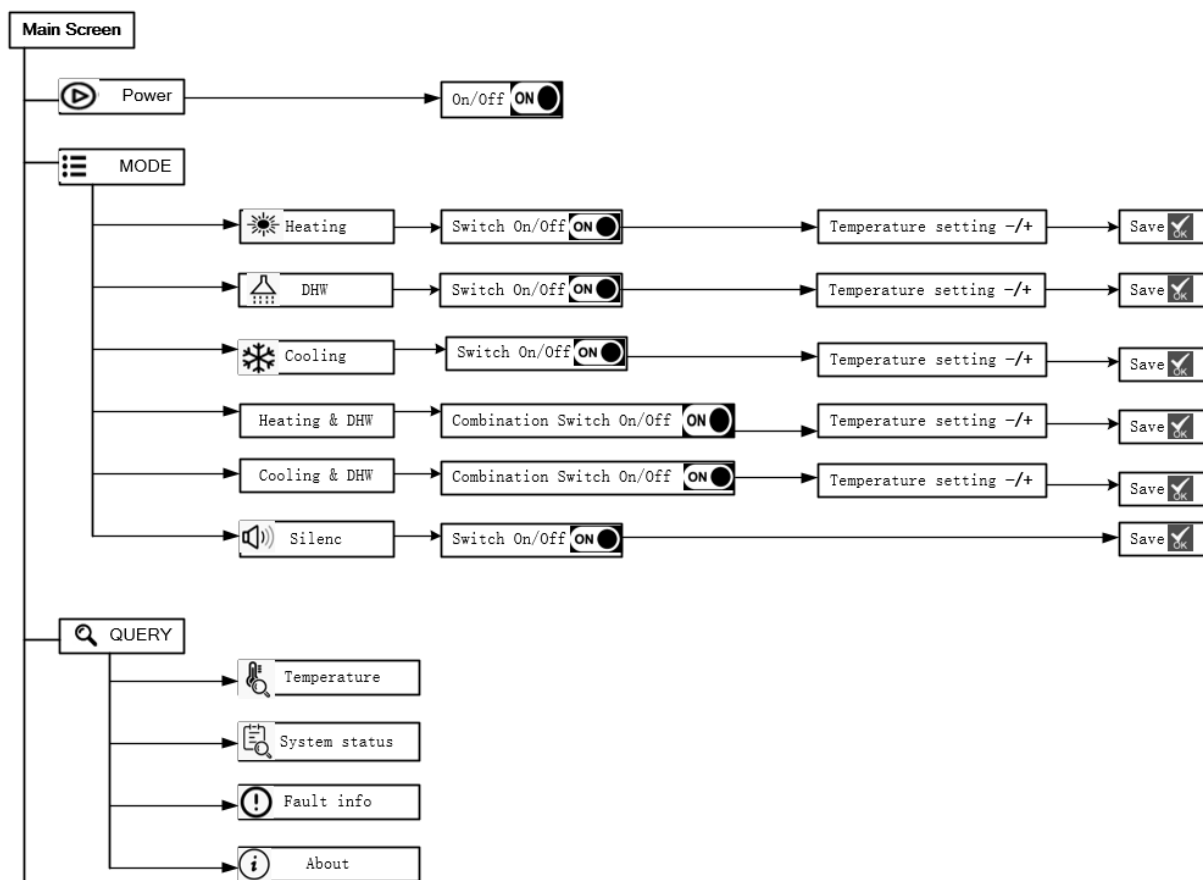 Main Screen
Power On/Off ON
MODE
Heating Switch On/Off ON Temperature setting -/+ Save OK
DHW Switch On/Off ON Temperature setting -/+ Save OK
Cooling Switch On/Off ON Temperature setting -/+ Save OK
Heating & DHW Combination Switch On/Off ON Temperature setting -/+ Save OK
Cooling & DHW Combination Switch On/Off ON Temperature setting -/+ Save OK
Silenc Switch On/Off ON Save OK
QUERY
Temperature
System status
Fault info
About